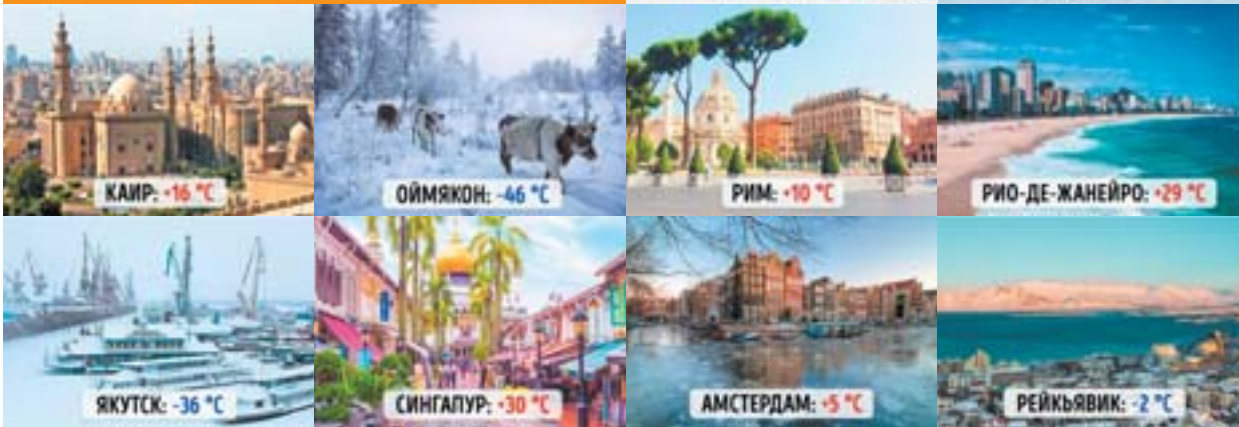 КАИР: +16 °C
ОЙМЯКОН: -46 °C
РИМ: +10 °C
РИО-ДЕ-ЖАНЕЙРО: +29 °C
ЯКУТСК: -36 °C
СИНГАПУР: +30 °C
АМСТЕРДАМ: +5 °C
РЕЙКЬЯВИК: -2 °C